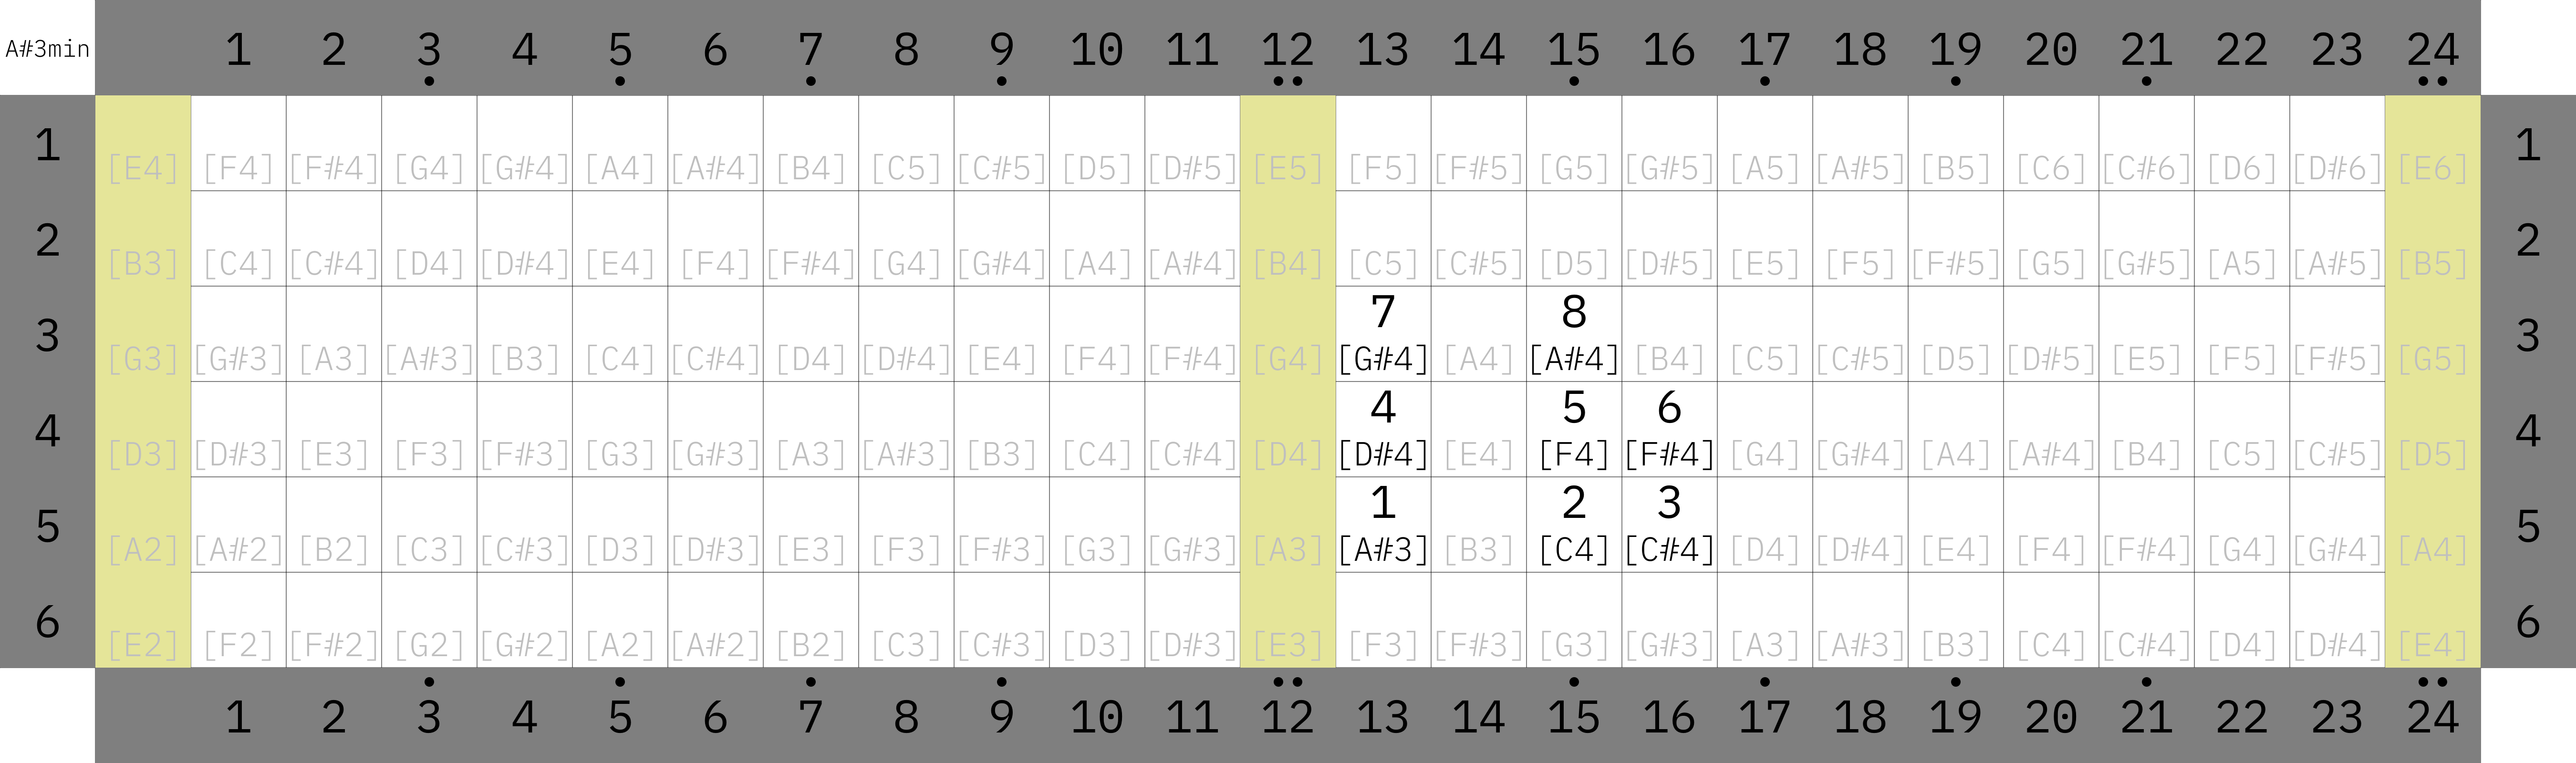 A#3min 1 2 3 4 5 6 7 8 9 10 11 12 13 14 15 16 17 18 19 20 21 22 23 24
1 [E4] [F4] [F#4] [G4] [G#4] [A4] [A#4] [B4] [C5] [C#5] [D5] [D#5] [E5] [F5] [F#5] [G5] [G#5] [A5] [A#5] [B5] [C6] [C#6] [D6] [D#6] [E6] 1
2 [B3] [C4] [C#4] [D4] [D#4] [E4] [F4] [F#4] [G4] [G#4] [A4] [A#4] [B4] [C5] [C#5] [D5] [D#5] [E5] [F5] [F#5] [G5] [G#5] [A5] [A#5] [B5] 2
7 8
3 [G3] [G#3] [A3] [A#3] [B3] [C4] [C#4] [D4] [D#4] [E4] [F4] [F#4] [G4] [G#4] [A4] [A#4] [B4] [C5] [C#5] [D5] [D#5] [E5] [F5] [F#5] [G5] 3
4 5 6
4 [D3] [D#3] [E3] [F3] [F#3] [G3] [G#3] [A3] [A#3] [B3] [C4] [C#4] [D4] [D#4] [E4] [F4] [F#4] [G4] [G#4] [A4] [A#4] [B4] [C5] [C#5] [D5] 4
1 2 3
5 [A2] [A#2] [B2] [C3] [C#3] [D3] [D#3] [E3] [F3] [F#3] [G3] [G#3] [A3] [A#3] [B3] [C4] [C#4] [D4] [D#4] [E4] [F4] [F#4] [G4] [G#4] [A4] 5
6 [E2] [F2] [F#2] [G2] [G#2] [A2] [A#2] [B2] [C3] [C#3] [D3] [D#3] [E3] [F3] [F#3] [G3] [G#3] [A3] [A#3] [B3] [C4] [C#4] [D4] [D#4] [E4] 6
1 2 3 4 5 6 7 8 9 10 11 12 13 14 15 16 17 18 19 20 21 22 23 24